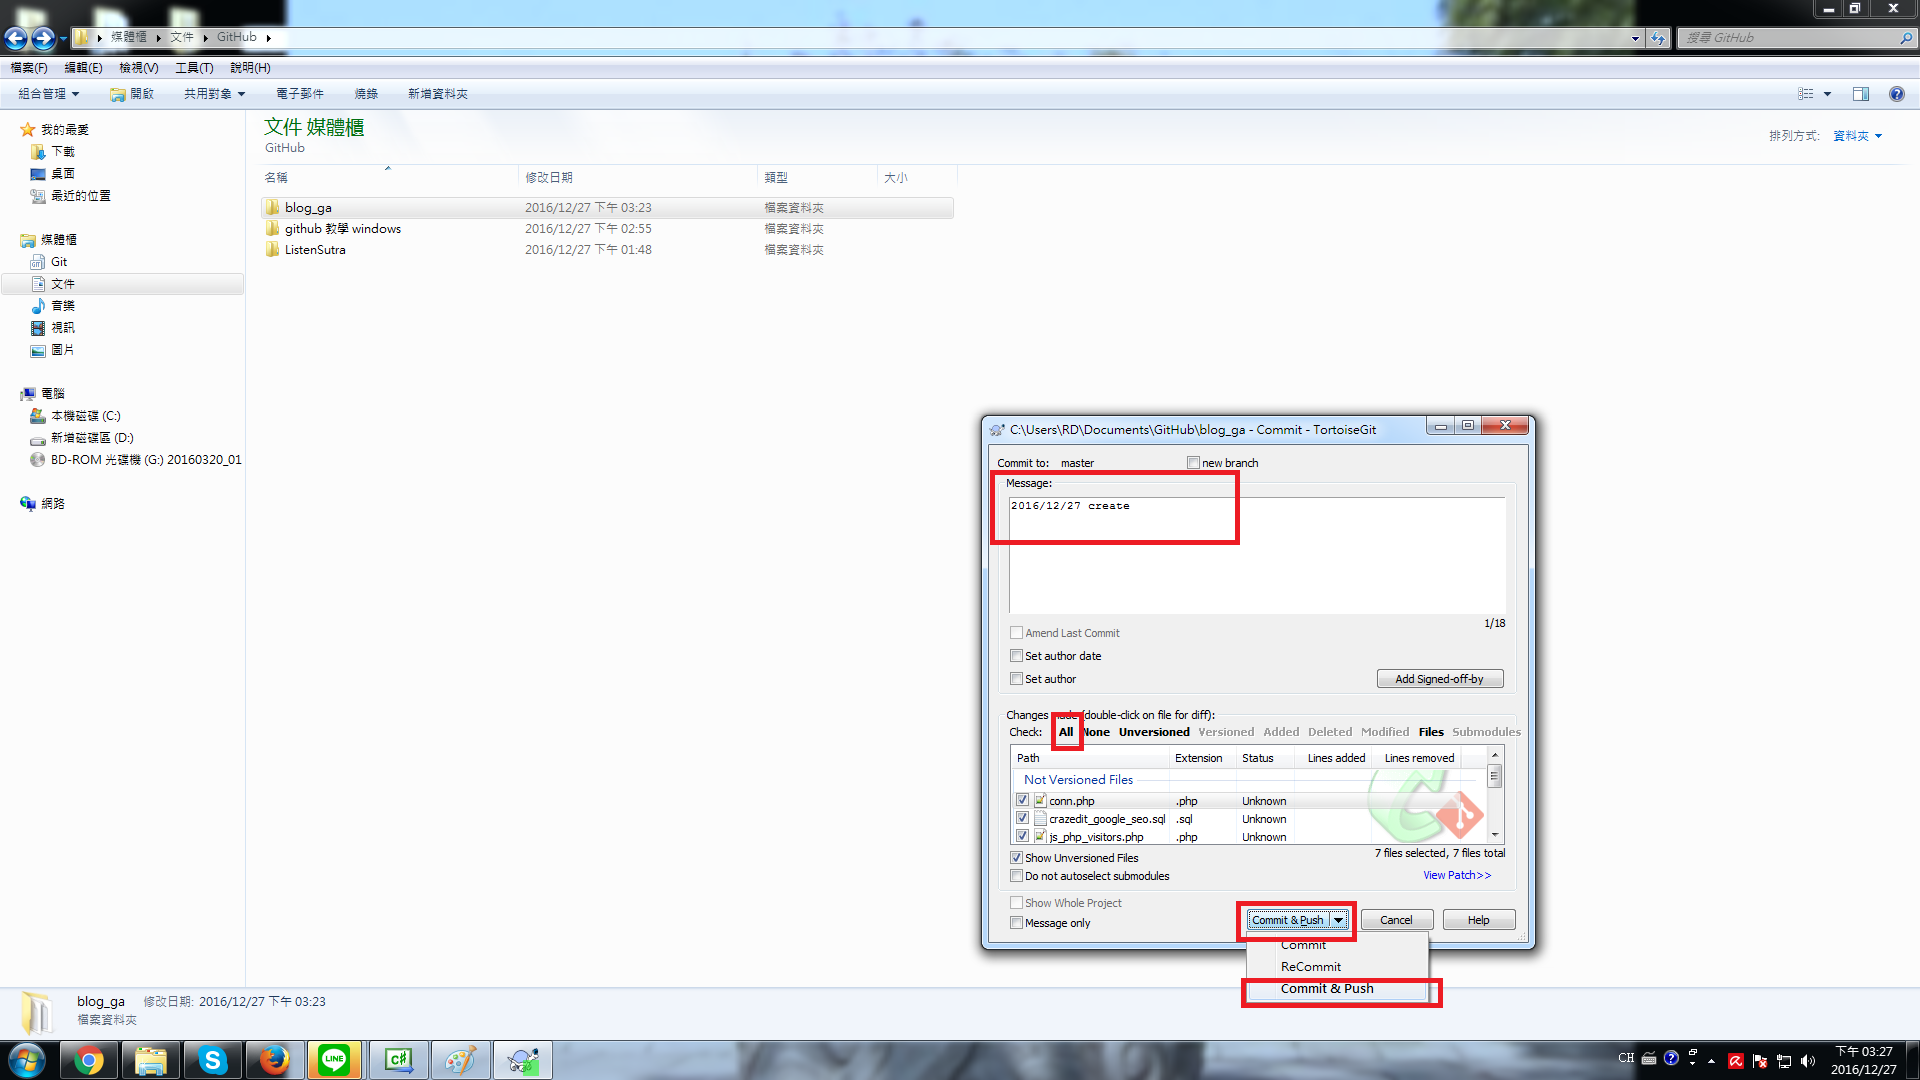 媒體櫃 文件 GitHub
搜尋 GitHub
檔案(F) 編輯(E) 檢視(V) 工具(T) 說明(H)
組合管理 開啟 共用對象 電子郵件 燒錄 新增資料夾
我的最愛
下載
桌面
最近的位置
媒體櫃
Git
文件
音樂
視訊
圖片
電腦
本機磁碟 (C:)
新增磁碟區 (D:)
BD-ROM 光碟機 (G:) 20160320_01
網路
文件 媒體櫃
GitHub
排列方式: 資料夾
名稱 修改日期 類型 大小
blog_ga 2016/12/27 下午 03:23 檔案資料夾
github 教學 windows 2016/12/27 下午 02:55 檔案資料夾
ListenSutra 2016/12/27 下午 01:48 檔案資料夾
C:\Users\RD\Documents\GitHub\blog_ga - Commit - TortoiseGit
Commit to: master new branch
Message:
2016/12/27 create
1/18
Amend Last Commit
Set author date
Set author
Add Signed-off-by
Changes made (double-click on file for diff):
Check: All None Unversioned Versioned Added Deleted Modified Files Submodules
Path Extension Status Lines added Lines removed
Not Versioned Files
conn.php .php Unknown
crazedit_google_seo.sql .sql Unknown
js_php_visitors.php .php Unknown
Show Unversioned Files
7 files selected, 7 files total
Do not autoselect submodules
View Patch>>
Show Whole Project
Message only
Commit & Push Cancel Help
Commit
ReCommit
Commit & Push
blog_ga 修改日期: 2016/12/27 下午 03:23
檔案資料夾
LINE
C#
CH
下午 03:27
2016/12/27